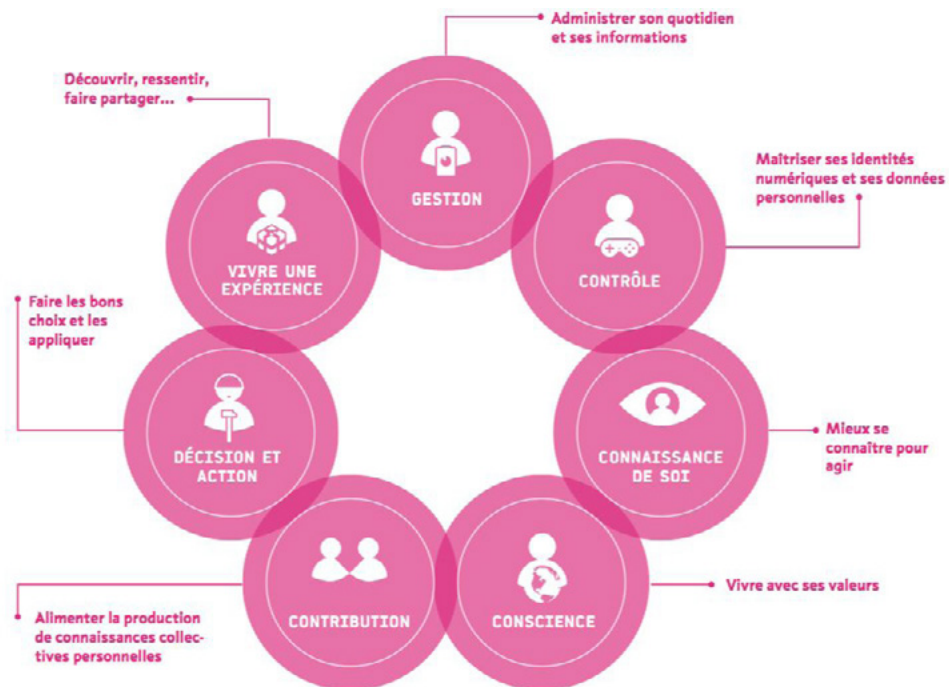 Administrer son quotidien
et ses informations
GESTION
Maîtriser ses identités
numériques et ses données
personnelles
CONTRÔLE
Mieux se
connaître pour
agir
CONNAISSANCE
DE SOI
Vivre avec ses valeurs
CONSCIENCE
Alimenter la production
de connaissances collec-
tives personnelles
CONTRIBUTION
Faire les bons
choix et les
appliquer
DÉCISION ET
ACTION
Découvrir, ressentir,
faire partager...
VIVRE UNE
EXPÉRIENCE